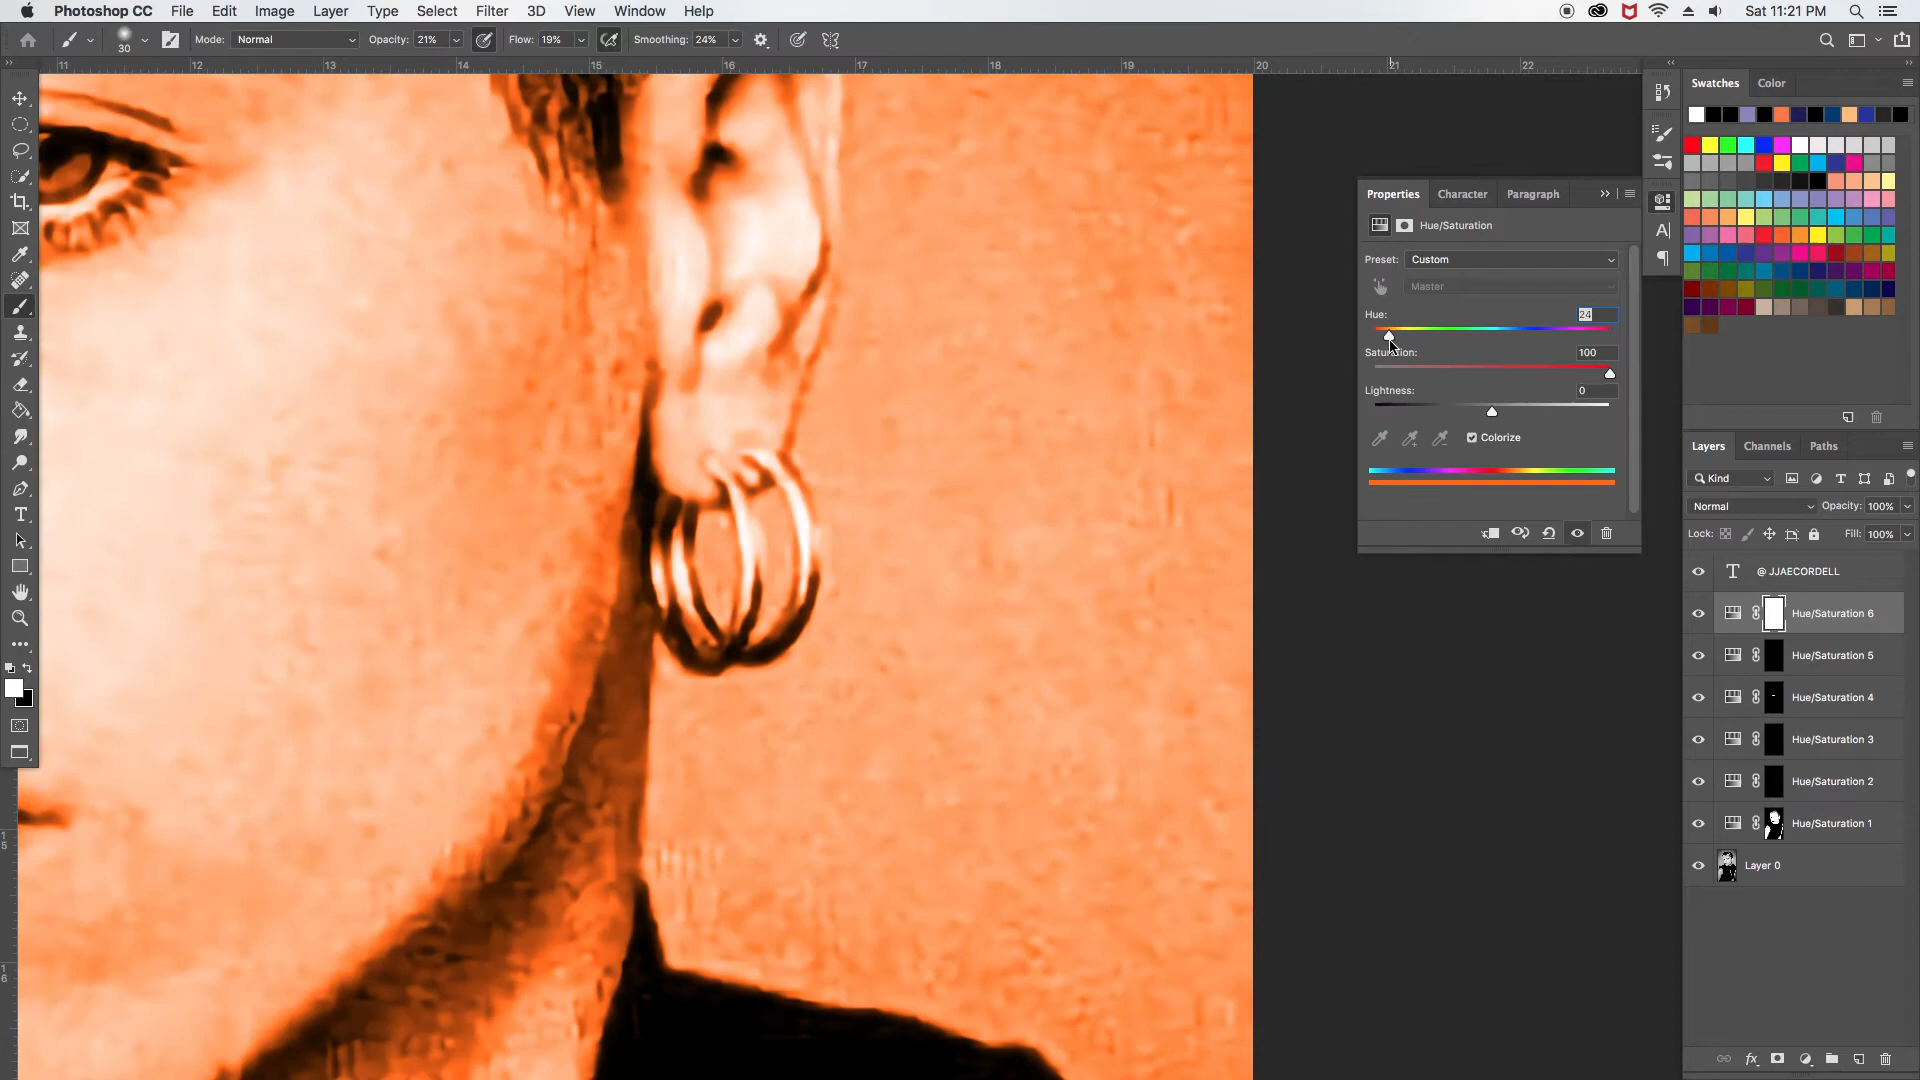 Photoshop CC File Edit Image Layer Type Select Filter 3D View Window Help Sat 11:21 PM
30 Mode: Normal Opacity: 21% Flow: 19% Smoothing: 24%
11 12 13 14 15 16 17 18 19 20 21 22
Swatches Color
Properties Character Paragraph
Hue/Saturation
Preset: Custom
Master
Hue: 24
Saturation: 100
Lightness: 0
Colorize
Layers Channels Paths
Kind
Normal Opacity: 100%
Lock: Fill: 100%
@ JJAECORDELL
Hue/Saturation 6
Hue/Saturation 5
Hue/Saturation 4
Hue/Saturation 3
Hue/Saturation 2
Hue/Saturation 1
Layer 0
15
16